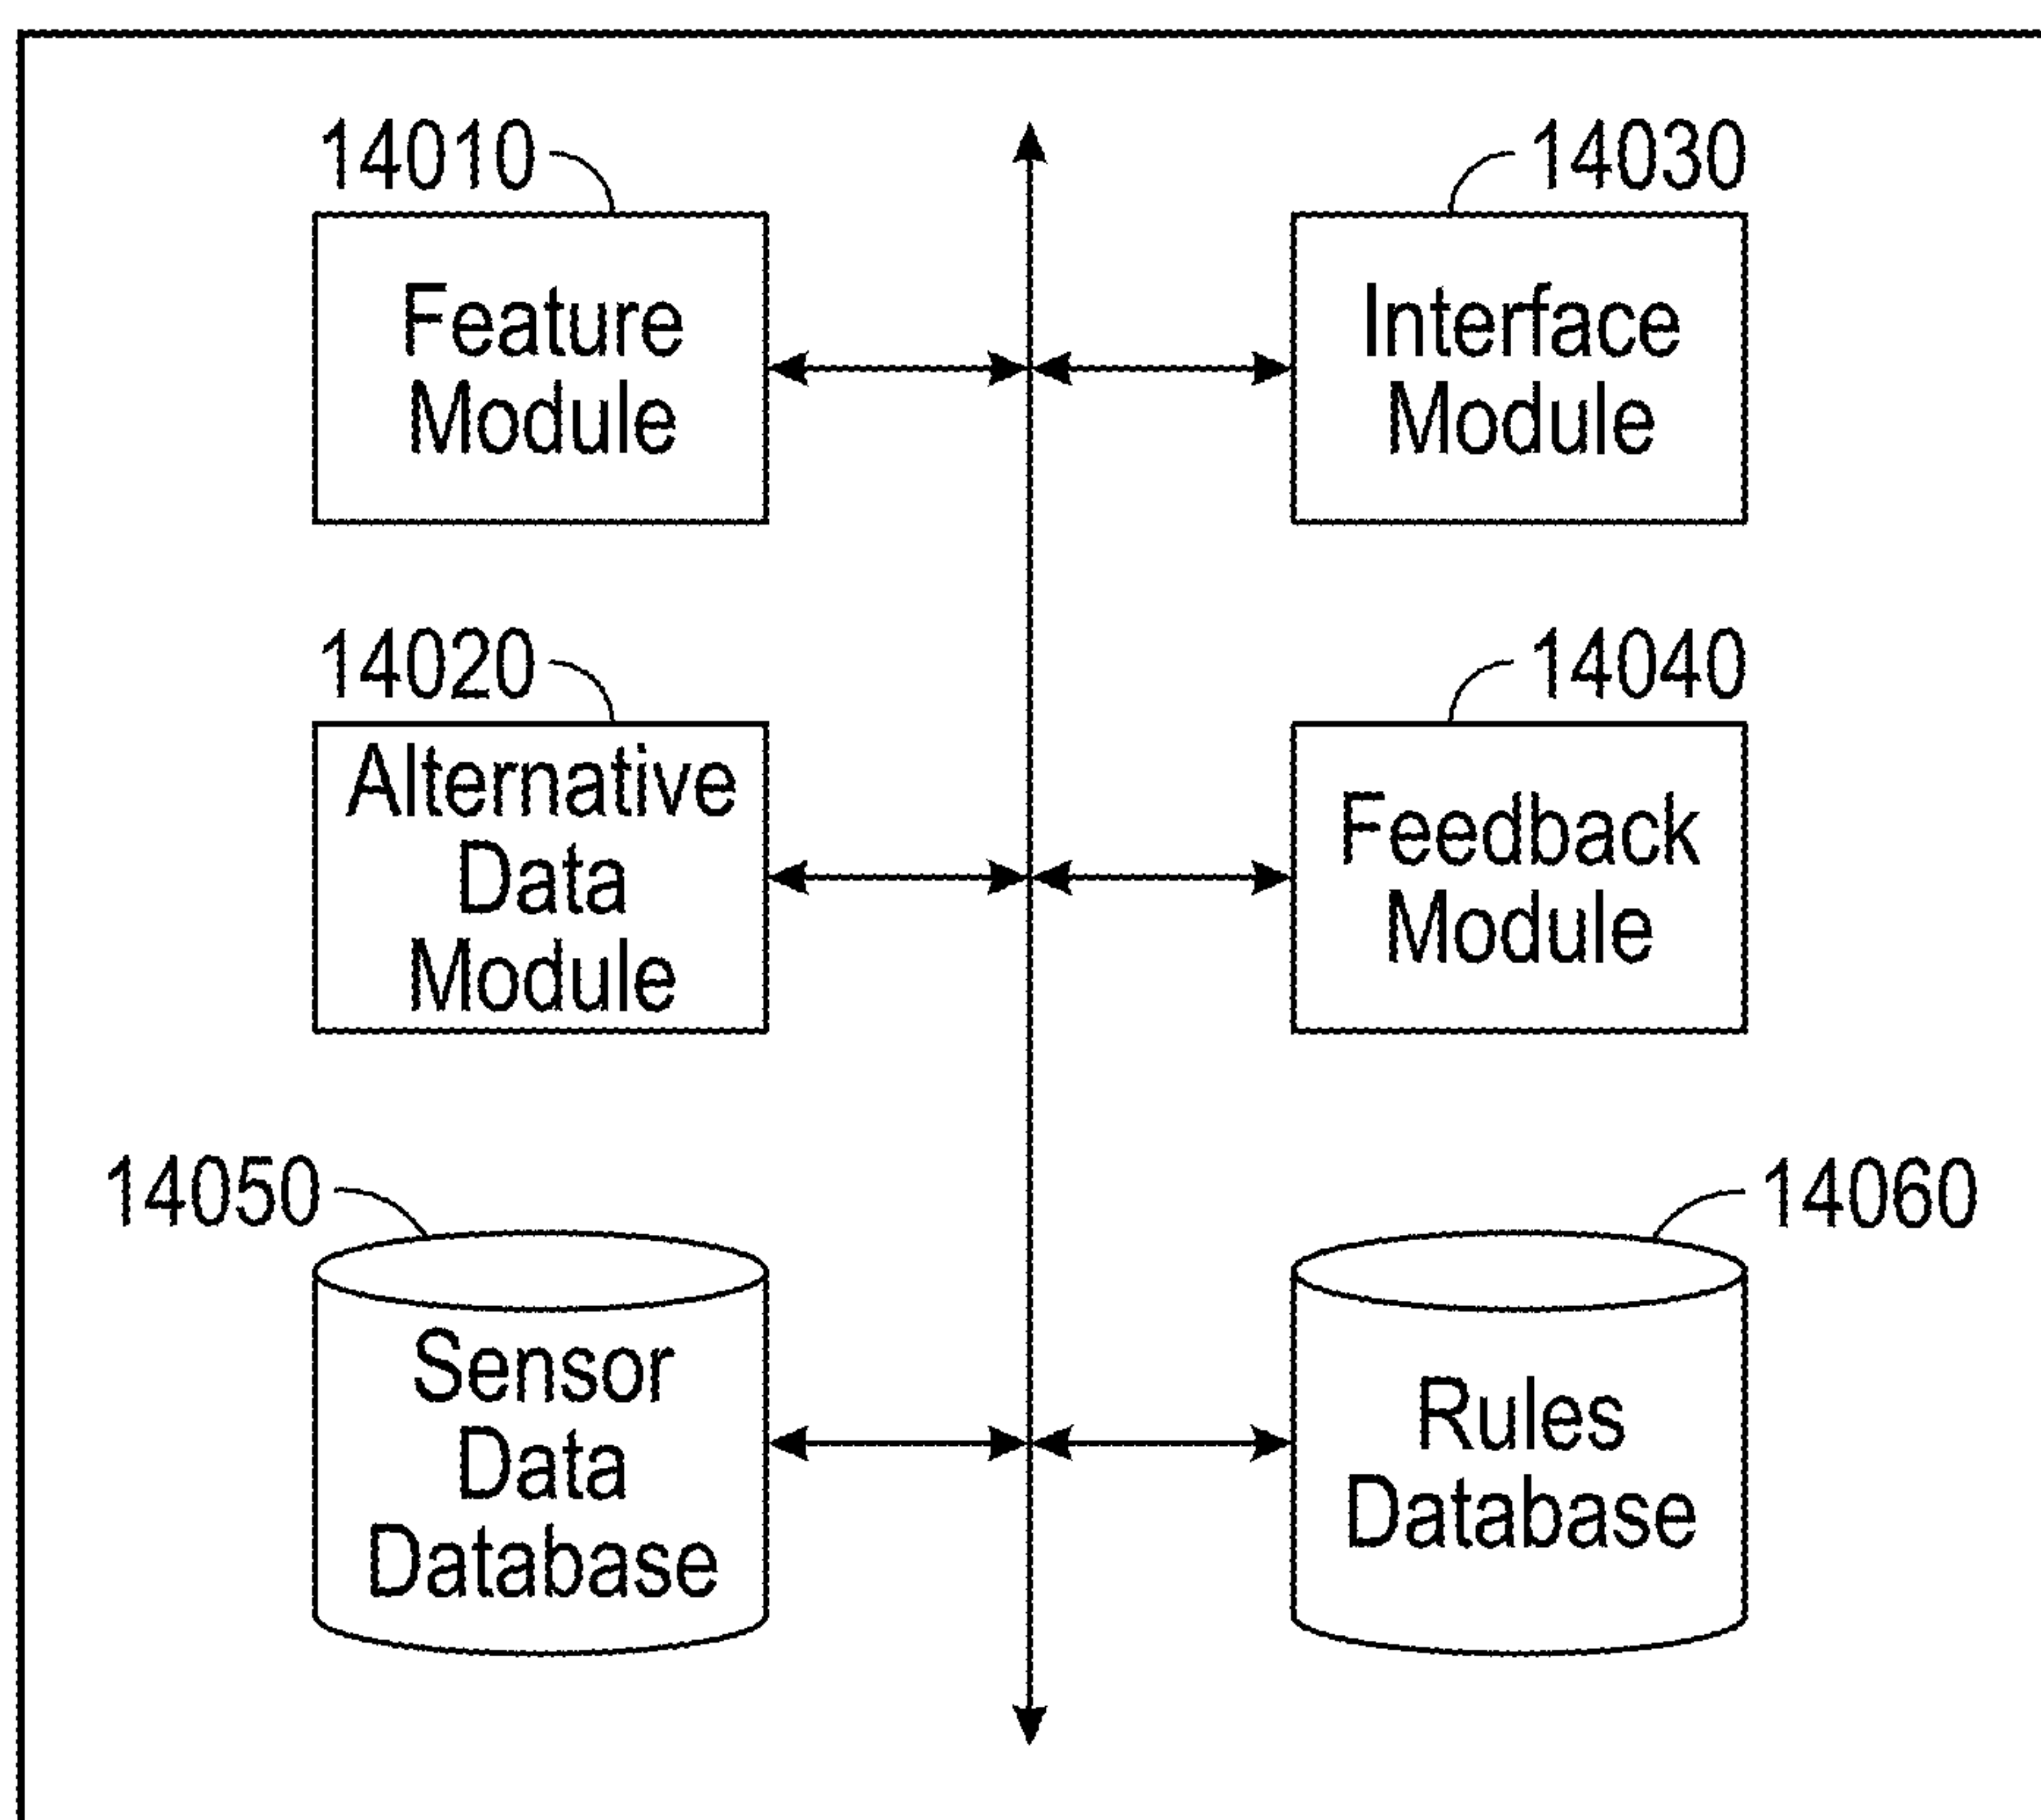 14010
Feature
Module
14030
Interface
Module
14020
Alternative
Data
Module
14040
Feedback
Module
14050
Sensor
Data
Database
14060
Rules
Database